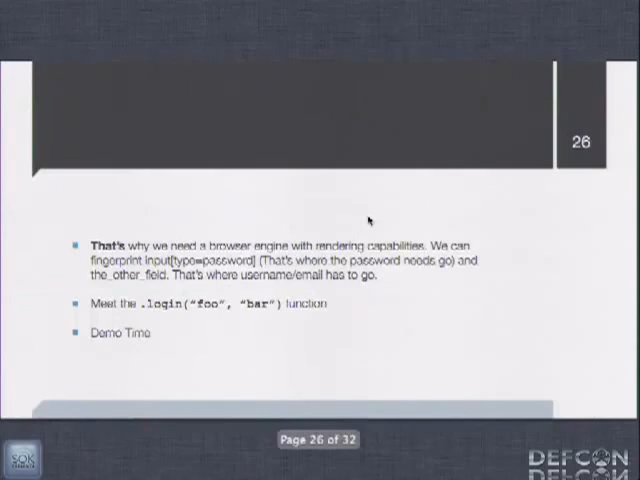 26
That's why we need a browser engine with rendering capabilities. We can
fingerprint input[type=password] (That's where the password needs go) and
the_other_field. That's where username/email has to go.
Meet the .login("foo", "bar") function
Demo Time
Page 26 of 32
SOK
DEFCON